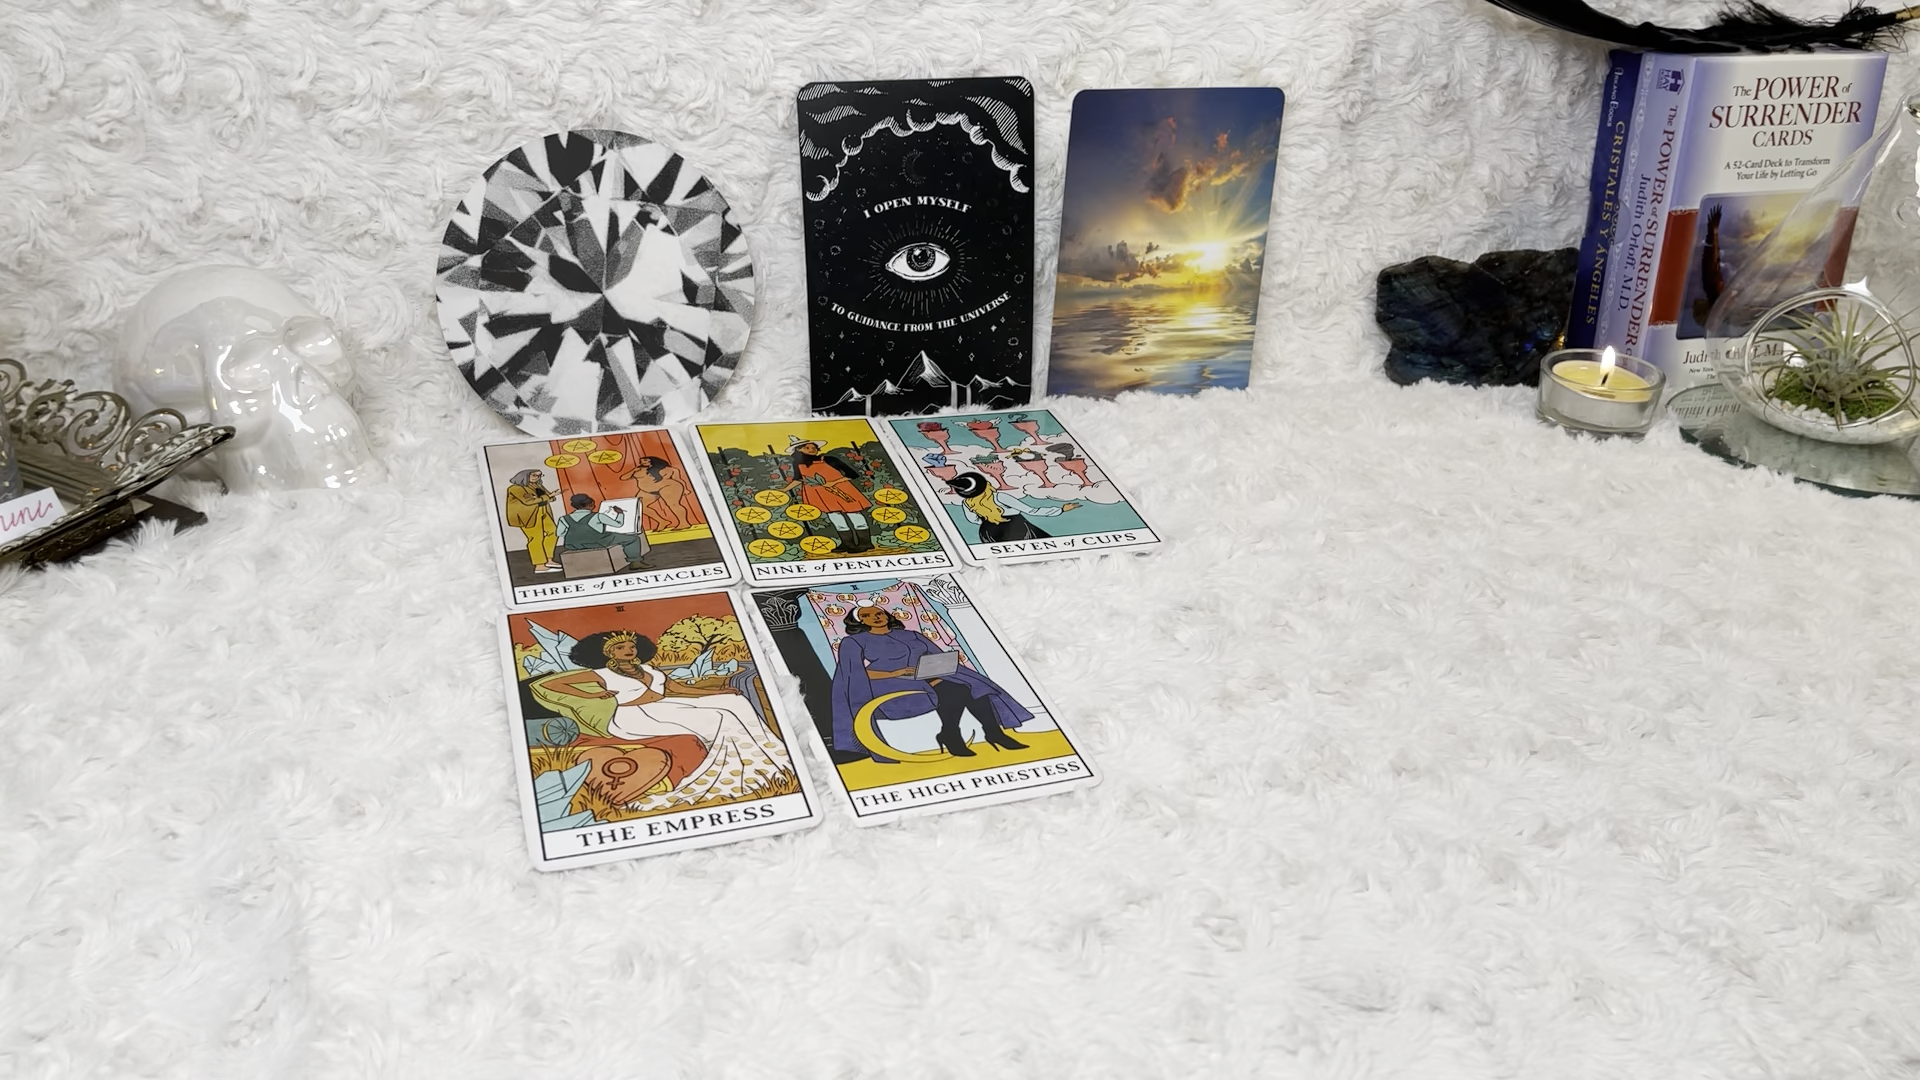 I OPEN MYSELF
TO GUIDANCE FROM THE UNIVERSE
THREE of PENTACLES
NINE of PENTACLES
SEVEN of CUPS
III
THE EMPRESS
II
THE HIGH PRIESTESS
CRISTALES Y ÁNGELES
The POWER of SURRENDER
Judith Orloff, M.D.
The POWER of
SURRENDER
CARDS
A 52-Card Deck to Transform
Your Life by Letting Go